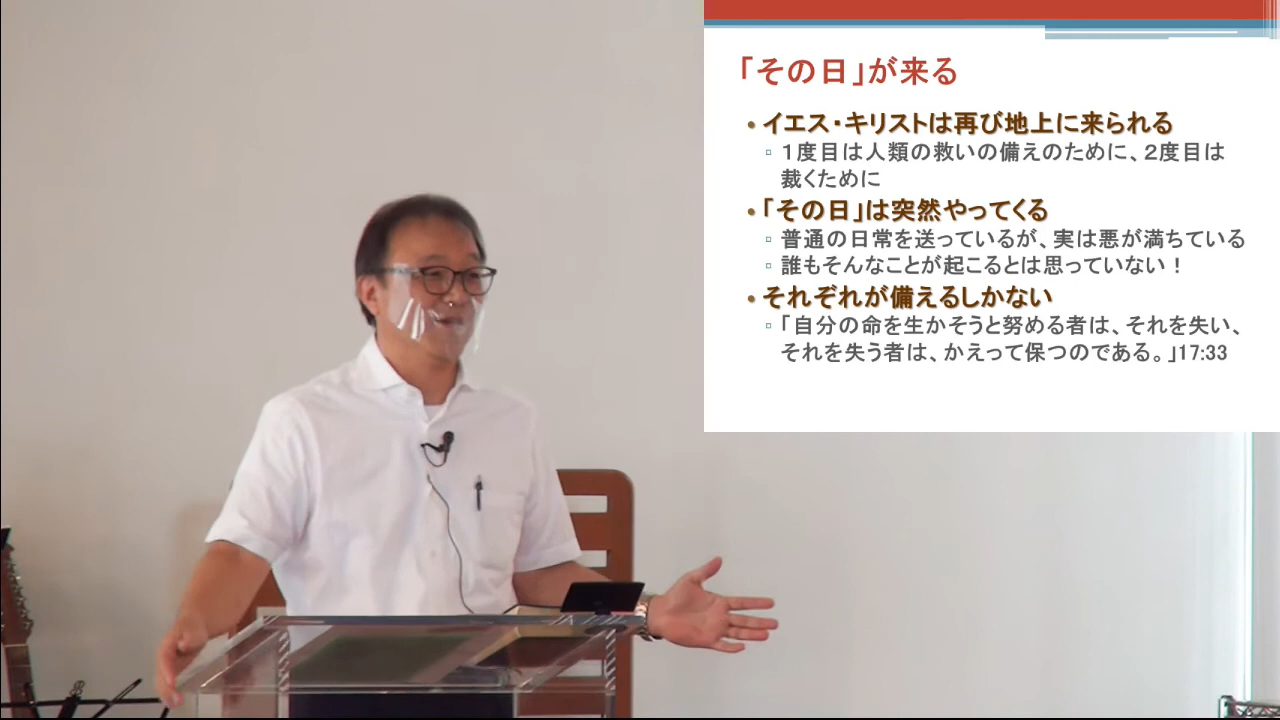 「その日」が来る
• イエス・キリストは再び地上に来られる
▫ １度目は人類の救いの備えのために、２度目は
裁くために
• 「その日」は突然やってくる
▫ 普通の日常を送っているが、実は悪が満ちている
▫ 誰もそんなことが起こるとは思っていない！
• それぞれが備えるしかない
▫ 「自分の命を生かそうと努める者は、それを失い、
それを失う者は、かえって保つのである。」17:33